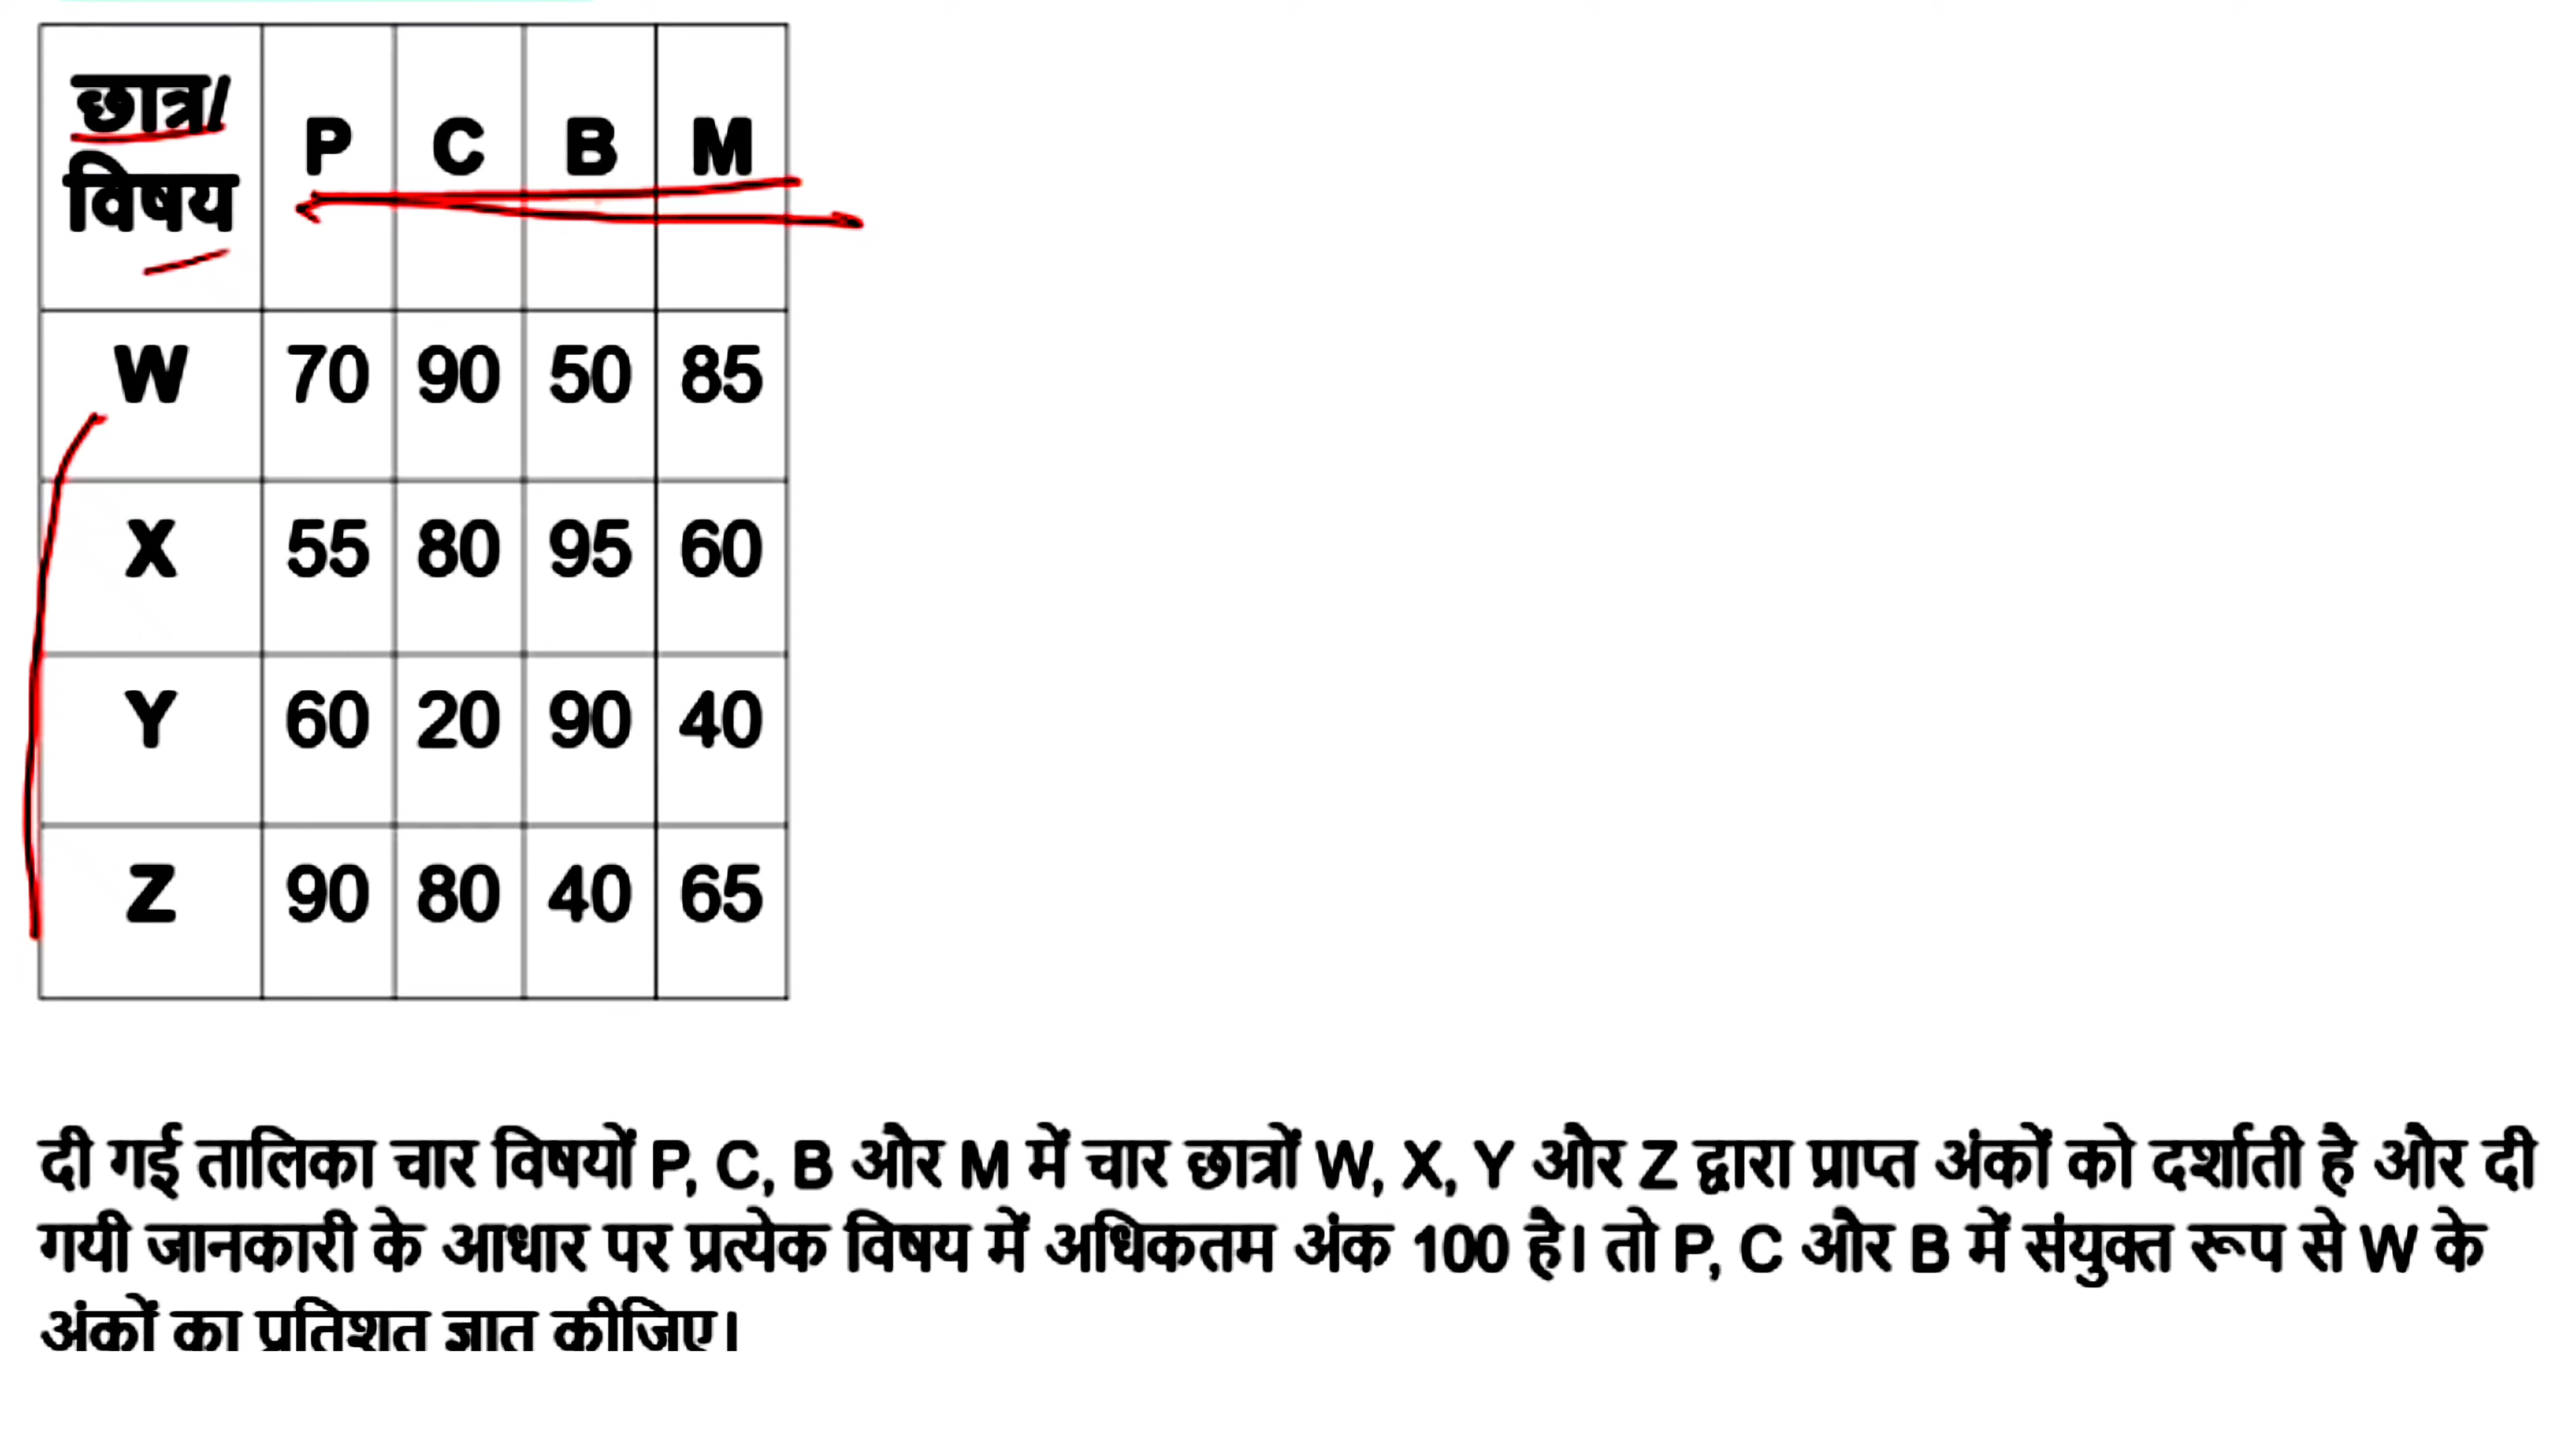 छात्र/
विषय
P C B M
W 70 90 50 85
X 55 80 95 60
Y 60 20 90 40
Z 90 80 40 65
दी गई तालिका चार विषयों P, C, B और M में चार छात्रों W, X, Y और Z द्वारा प्राप्त अंकों को दर्शाती है और दी
गयी जानकारी के आधार पर प्रत्येक विषय में अधिकतम अंक 100 है। तो P, C और B में संयुक्त रूप से W के
अंकों का प्रतिशत ज्ञात कीजिए।